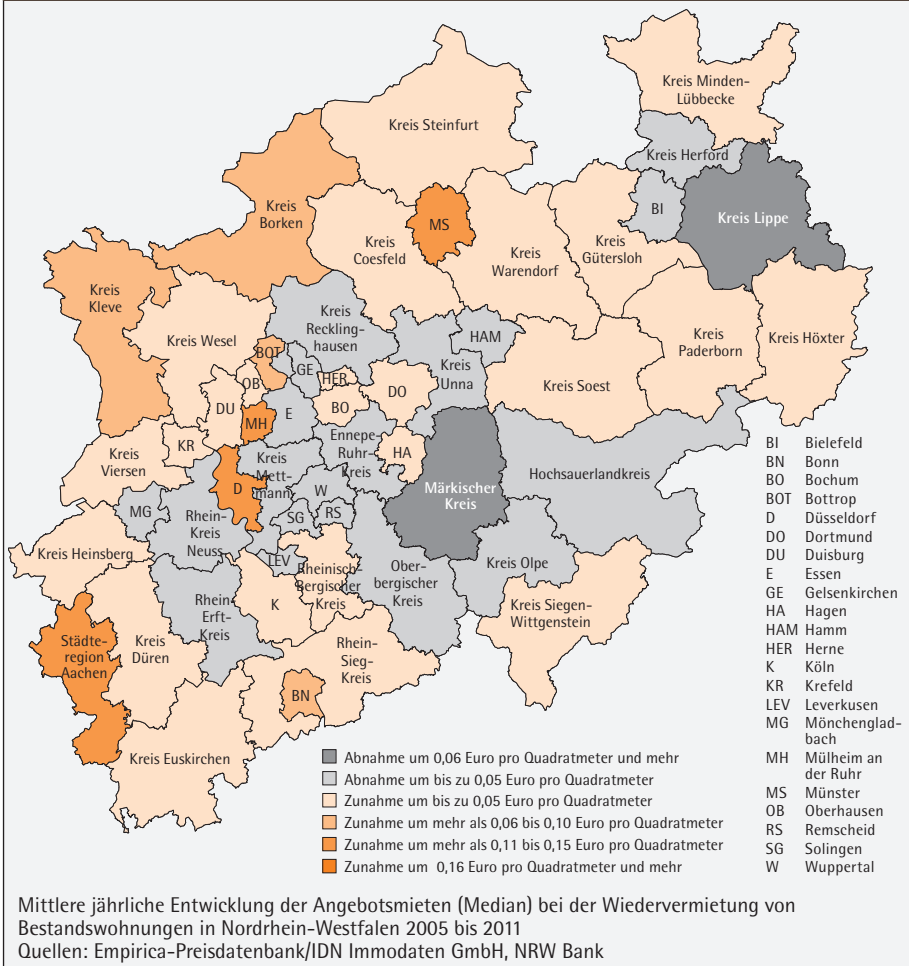 Kreis Minden-
Lübbecke
Kreis Steinfurt
Kreis Herford
Kreis
Borken
MS
BI
Kreis Lippe
Kreis
Coesfeld
Kreis
Warendorf
Kreis
Gütersloh
Kreis
Kleve
Kreis
Reckling-
hausen
Kreis Wesel
HAM
Kreis
Paderborn
Kreis Höxter
BOT
GE
Kreis
Unna
OB
HER
DO
Kreis Soest
DU
MH
E
BO
KR
Ennepe-
Ruhr-
Kreis
HA
Kreis
Viersen
Kreis
Mett-
mann
Hochsauerlandkreis
D
W
Märkischer
Kreis
MG
Rhein-
Kreis
Neuss
SG
RS
Kreis Heinsberg
LEV
Rheinisch-
Bergischer
Kreis
Ober-
bergischer
Kreis
Kreis Olpe
K
Rhein-
Erft-
Kreis
Kreis Siegen-
Wittgenstein
Städte-
region
Aachen
Kreis
Düren
Rhein-
Sieg-
Kreis
BN
Kreis Euskirchen
BI Bielefeld
BN Bonn
BO Bochum
BOT Bottrop
D Düsseldorf
DO Dortmund
DU Duisburg
E Essen
GE Gelsenkirchen
HA Hagen
HAM Hamm
HER Herne
K Köln
KR Krefeld
LEV Leverkusen
MG Mönchenglad-
bach
MH Mülheim an
der Ruhr
MS Münster
OB Oberhausen
RS Remscheid
SG Solingen
W Wuppertal
Abnahme um 0,06 Euro pro Quadratmeter und mehr
Abnahme um bis zu 0,05 Euro pro Quadratmeter
Zunahme um bis zu 0,05 Euro pro Quadratmeter
Zunahme um mehr als 0,06 bis 0,10 Euro pro Quadratmeter
Zunahme um mehr als 0,11 bis 0,15 Euro pro Quadratmeter
Zunahme um 0,16 Euro pro Quadratmeter und mehr
Mittlere jährliche Entwicklung der Angebotsmieten (Median) bei der Wiedervermietung von
Bestandswohnungen in Nordrhein-Westfalen 2005 bis 2011
Quellen: Empirica-Preisdatenbank/IDN Immodaten GmbH, NRW Bank